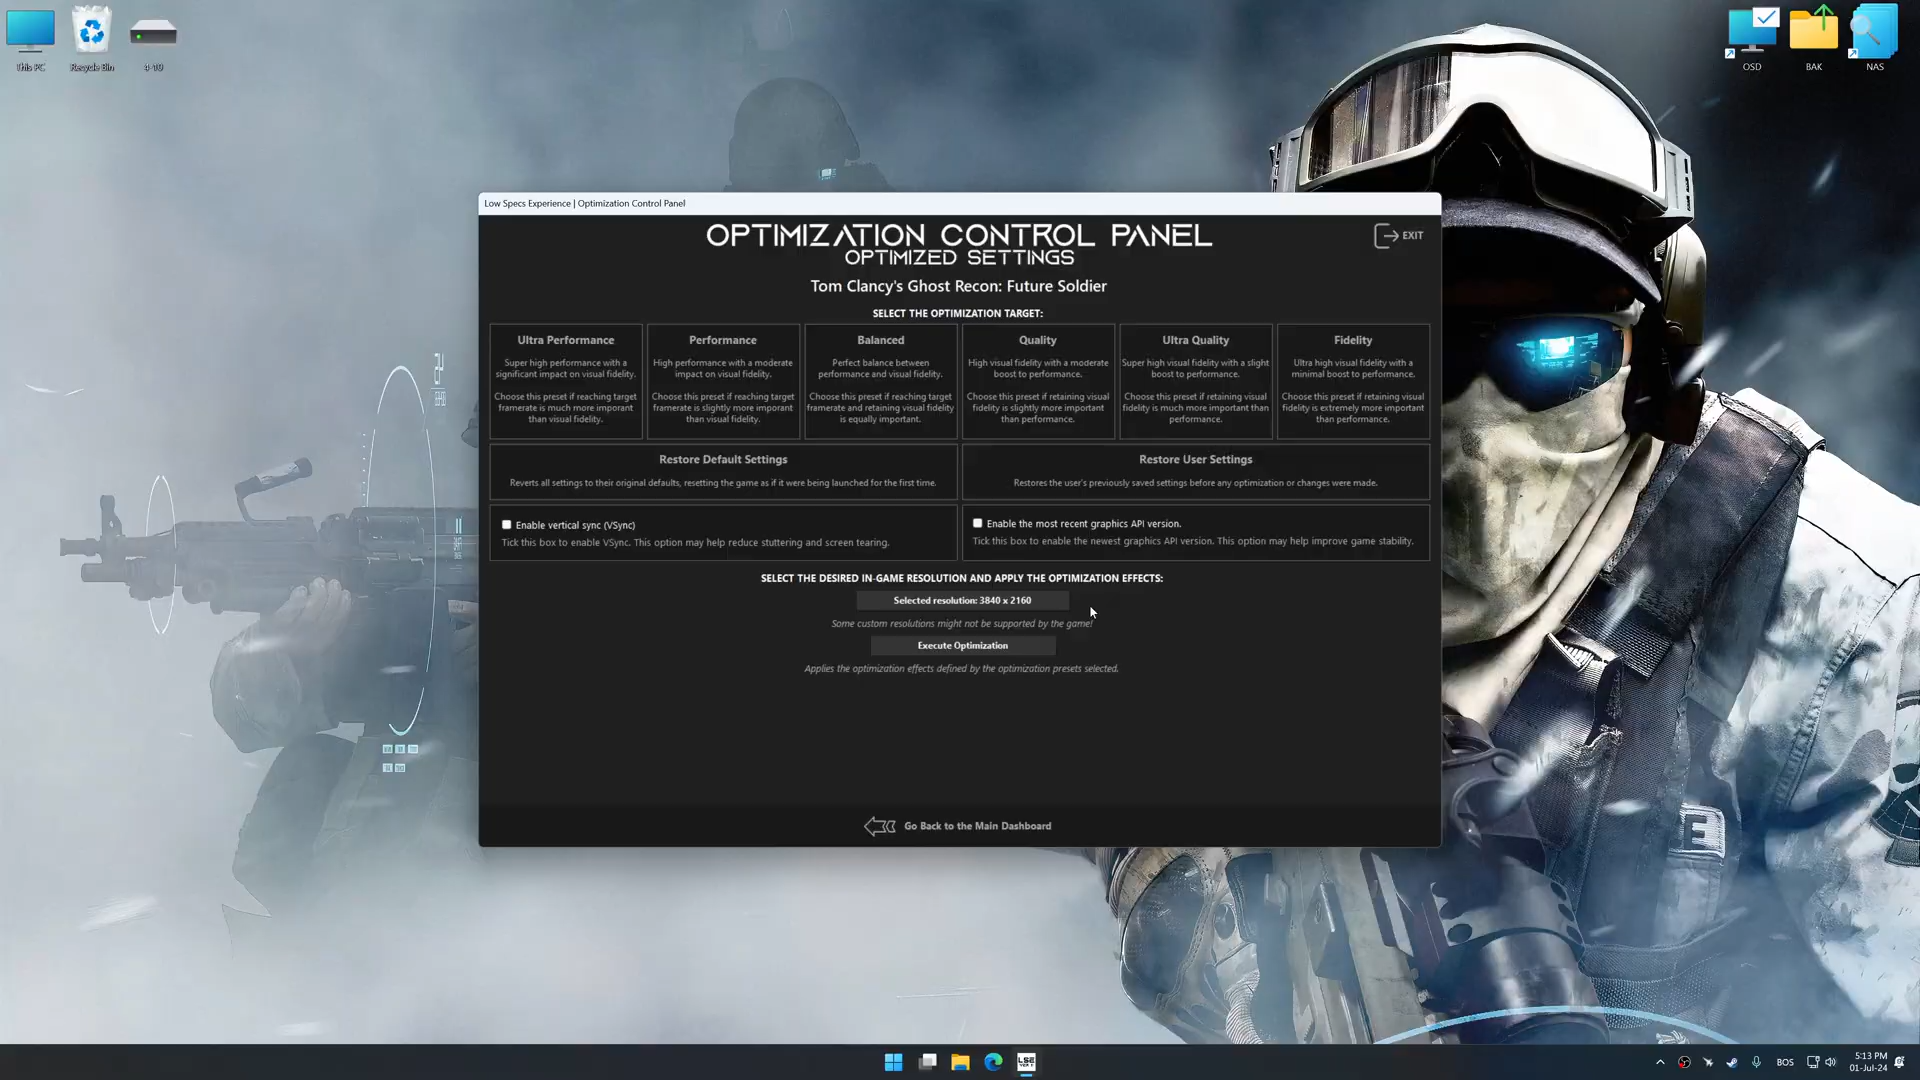 This PC
Recycle Bin
4-10
OSD
BAK
NAS
Low Specs Experience | Optimization Control Panel
OPTIMIZATION CONTROL PANEL
OPTIMIZED SETTINGS
EXIT
Tom Clancy's Ghost Recon: Future Soldier
SELECT THE OPTIMIZATION TARGET:
Ultra Performance
Super high performance with a
significant impact on visual fidelity.
Choose this preset if reaching target
framerate is much more imporant
than visual fidelity.
Performance
High performance with a moderate
impact on visual fidelity.
Choose this preset if reaching target
framerate is slightly more imporant
than visual fidelity.
Balanced
Perfect balance between
performance and visual fidelity.
Choose this preset if reaching target
framerate and retaining visual fidelity
is equally important.
Quality
High visual fidelity with a moderate
boost to performance.
Choose this preset if retaining visual
fidelity is slightly more important
than performance.
Ultra Quality
Super high visual fidelity with a slight
boost to performance.
Choose this preset if retaining visual
fidelity is much more important than
performance.
Fidelity
Ultra high visual fidelity with a
minimal boost to performance.
Choose this preset if retaining visual
fidelity is extremely more important
than performance.
Restore Default Settings
Reverts all settings to their original defaults, resetting the game as if it were being launched for the first time.
Restore User Settings
Restores the user's previously saved settings before any optimization or changes were made.
Enable vertical sync (VSync)
Tick this box to enable VSync. This option may help reduce stuttering and screen tearing.
Enable the most recent graphics API version.
Tick this box to enable the newest graphics API version. This option may help improve game stability.
SELECT THE DESIRED IN-GAME RESOLUTION AND APPLY THE OPTIMIZATION EFFECTS:
Selected resolution: 3840 x 2160
Some custom resolutions might not be supported by the game!
Execute Optimization
Applies the optimization effects defined by the optimization presets selected.
Go Back to the Main Dashboard
LSE
BOS
5:13 PM
01-Jul-24